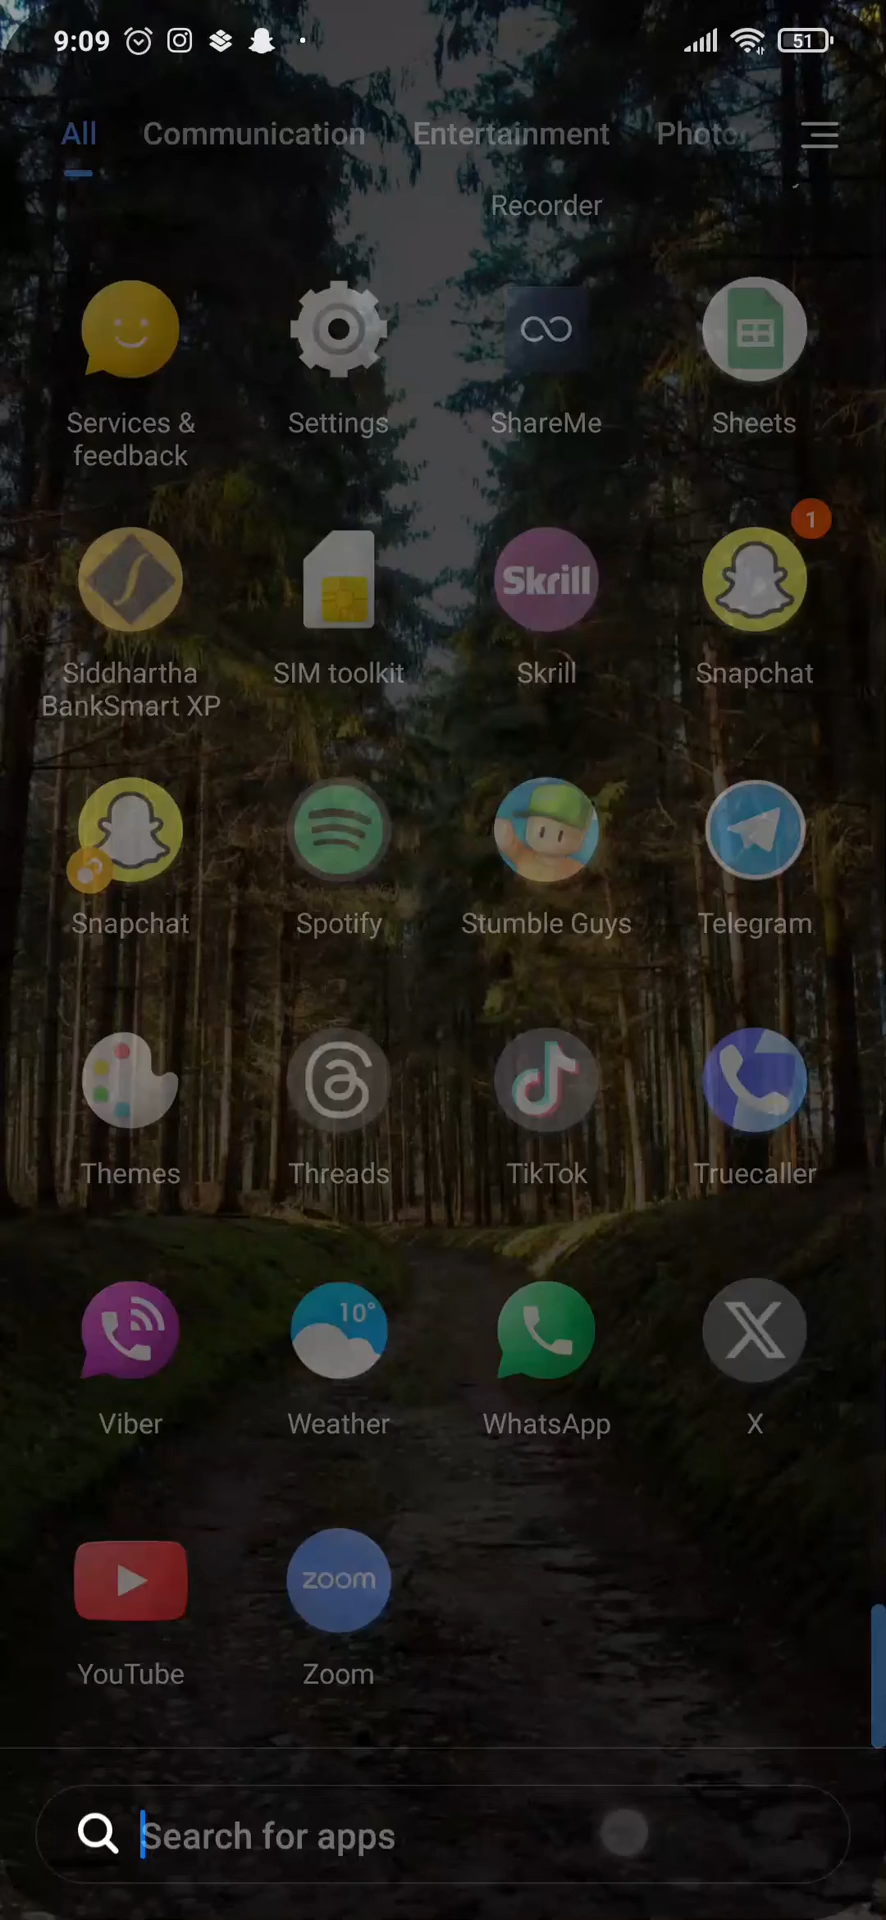 9:09
51
All Communication Entertainment Photo
Recorder
Services & feedback
Settings
ShareMe
Sheets
1
Siddhartha BankSmart XP
SIM toolkit
Skrill
Skrill
Snapchat
Snapchat
Spotify
Stumble Guys
Telegram
Themes
Threads
TikTok
Truecaller
10°
Viber
Weather
WhatsApp
X
zoom
YouTube
Zoom
Search for apps